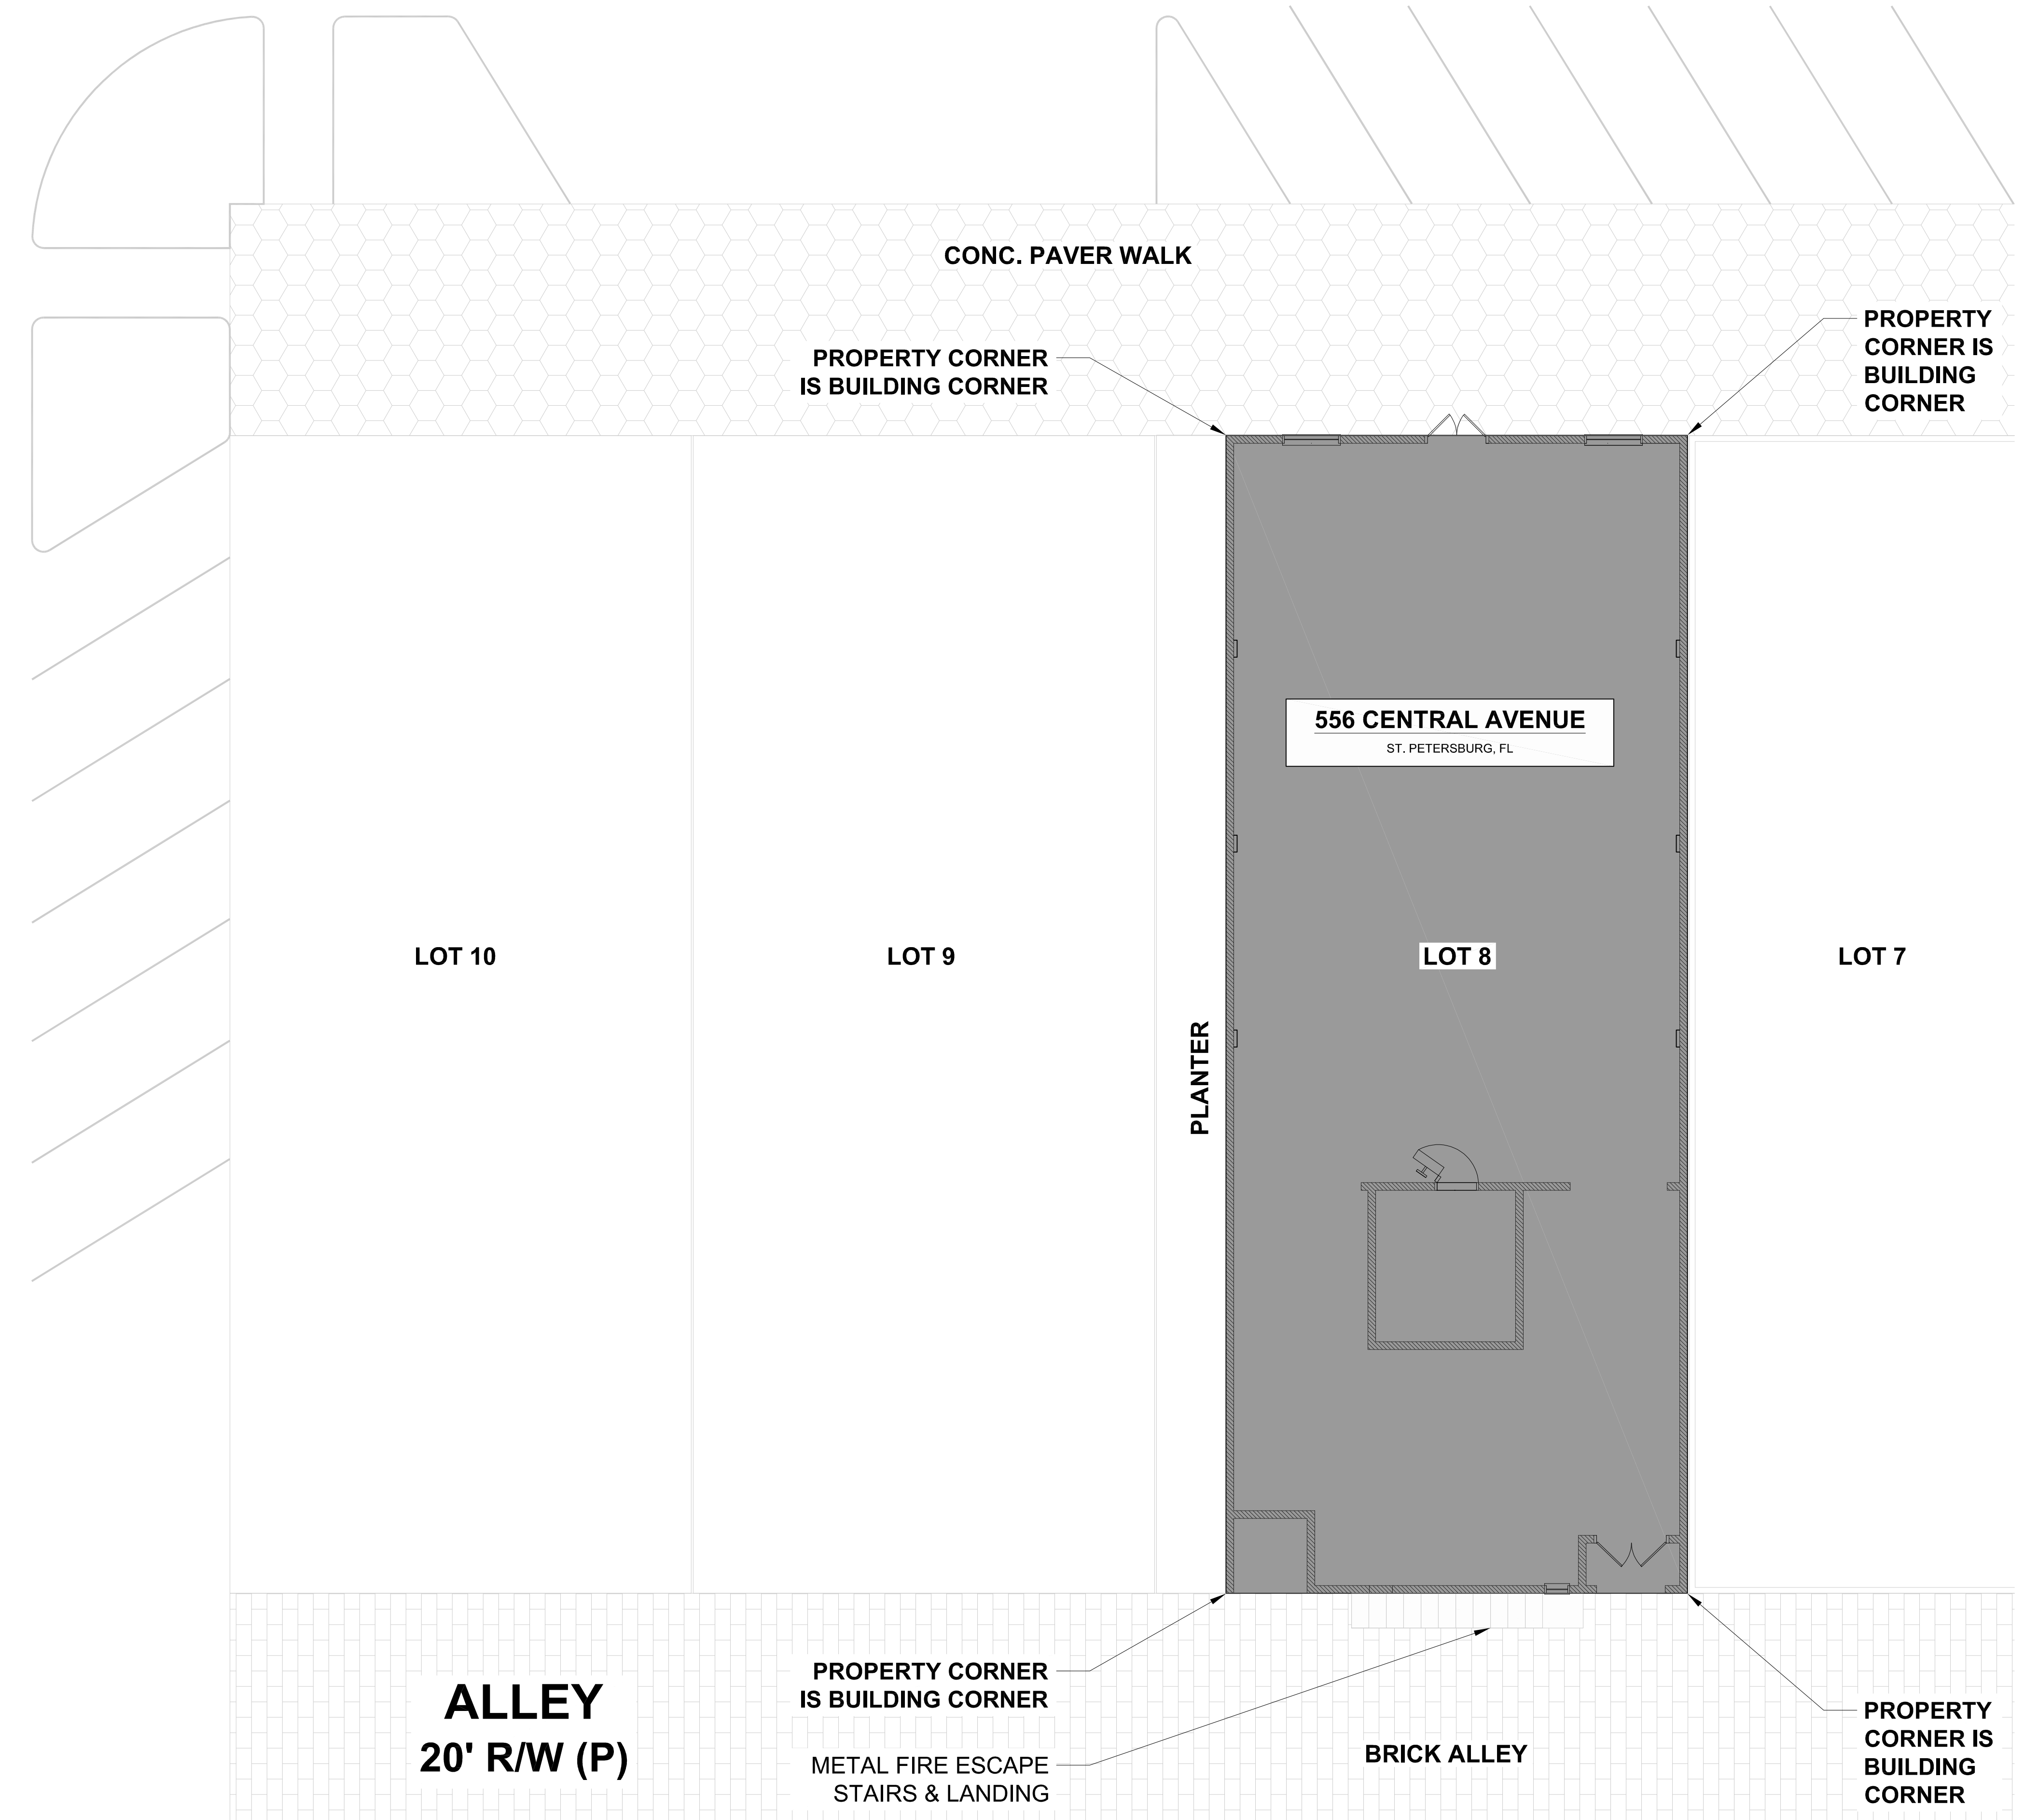 CONC. PAVER WALK
PROPERTY CORNER
IS BUILDING CORNER
PROPERTY
CORNER IS
BUILDING
CORNER
556 CENTRAL AVENUE
ST. PETERSBURG, FL
LOT 10
LOT 9
LOT 8
LOT 7
PLANTER
PROPERTY CORNER
IS BUILDING CORNER
ALLEY
20' R/W (P)
METAL FIRE ESCAPE
STAIRS & LANDING
BRICK ALLEY
PROPERTY
CORNER IS
BUILDING
CORNER